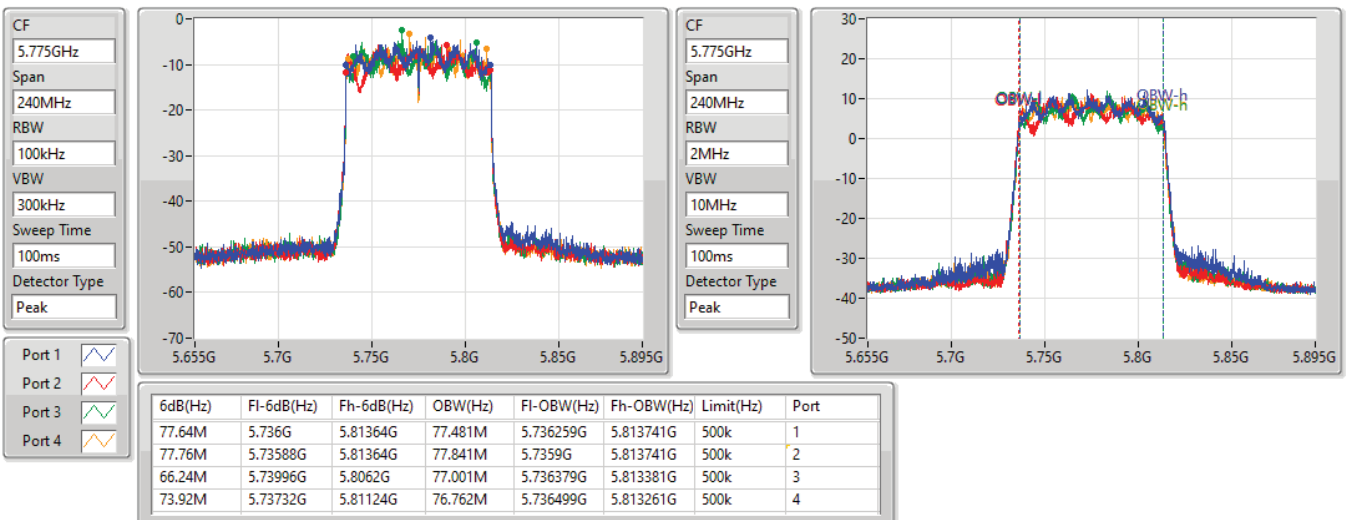 CF
5.775GHz
Span
240MHz
RBW
100kHz
VBW
300kHz
Sweep Time
100ms
Detector Type
Peak
0
-10
-20
-30
-40
-50
-60
-70
5.655G 5.7G 5.75G 5.8G 5.85G 5.895G
CF
5.775GHz
Span
240MHz
RBW
2MHz
VBW
10MHz
Sweep Time
100ms
Detector Type
Peak
30
20
10
0
-10
-20
-30
-40
-50
OBW-l OBW-h
OBW-h
5.655G 5.7G 5.75G 5.8G 5.85G 5.895G
Port 1
Port 2
Port 3
Port 4
6dB(Hz) Fl-6dB(Hz) Fh-6dB(Hz) OBW(Hz) Fl-OBW(Hz) Fh-OBW(Hz) Limit(Hz) Port
77.64M 5.736G 5.81364G 77.481M 5.736259G 5.813741G 500k 1
77.76M 5.73588G 5.81364G 77.841M 5.7359G 5.813741G 500k 2
66.24M 5.73996G 5.8062G 77.001M 5.736379G 5.813381G 500k 3
73.92M 5.73732G 5.81124G 76.762M 5.736499G 5.813261G 500k 4